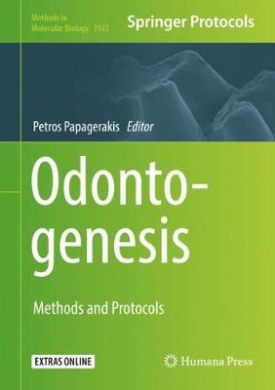 Methods in
Molecular Biology 1922
Springer Protocols
Petros Papagerakis Editor
Odonto-
genesis
Methods and Protocols
EXTRAS ONLINE
Humana Press